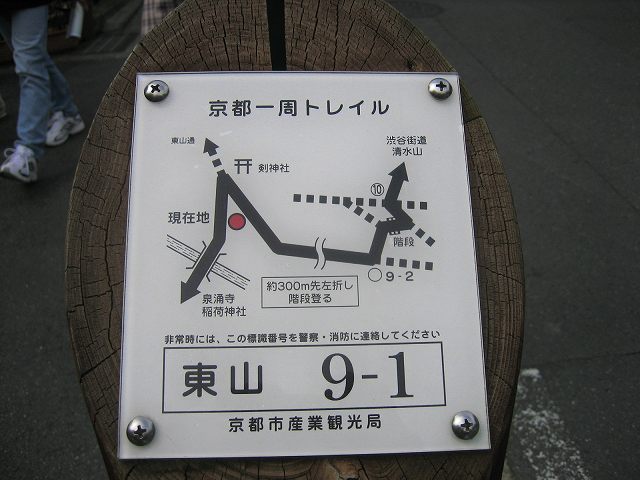 京都一周トレイル
東山通
剣神社
渋谷街道
清水山
⑩
現在地
階段
9-2
約300m先左折し
階段登る
泉涌寺
稲荷神社
非常時には、この標識番号を警察・消防に連絡してください
東山 9-1
京都市産業観光局